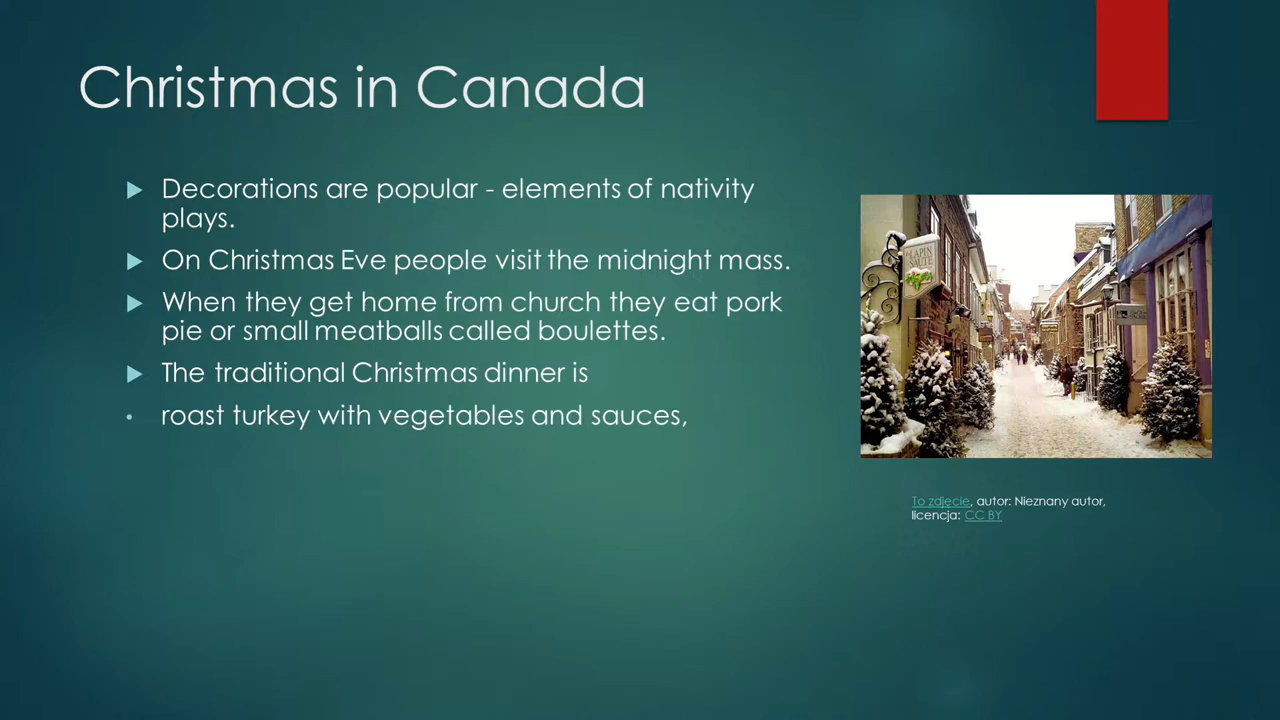 Christmas in Canada
Decorations are popular - elements of nativity
plays.
On Christmas Eve people visit the midnight mass.
When they get home from church they eat pork
pie or small meatballs called boulettes.
The traditional Christmas dinner is
roast turkey with vegetables and sauces,
LAPIN
SAUTÉ
To zdjęcie, autor: Nieznany autor,
licencja: CC BY